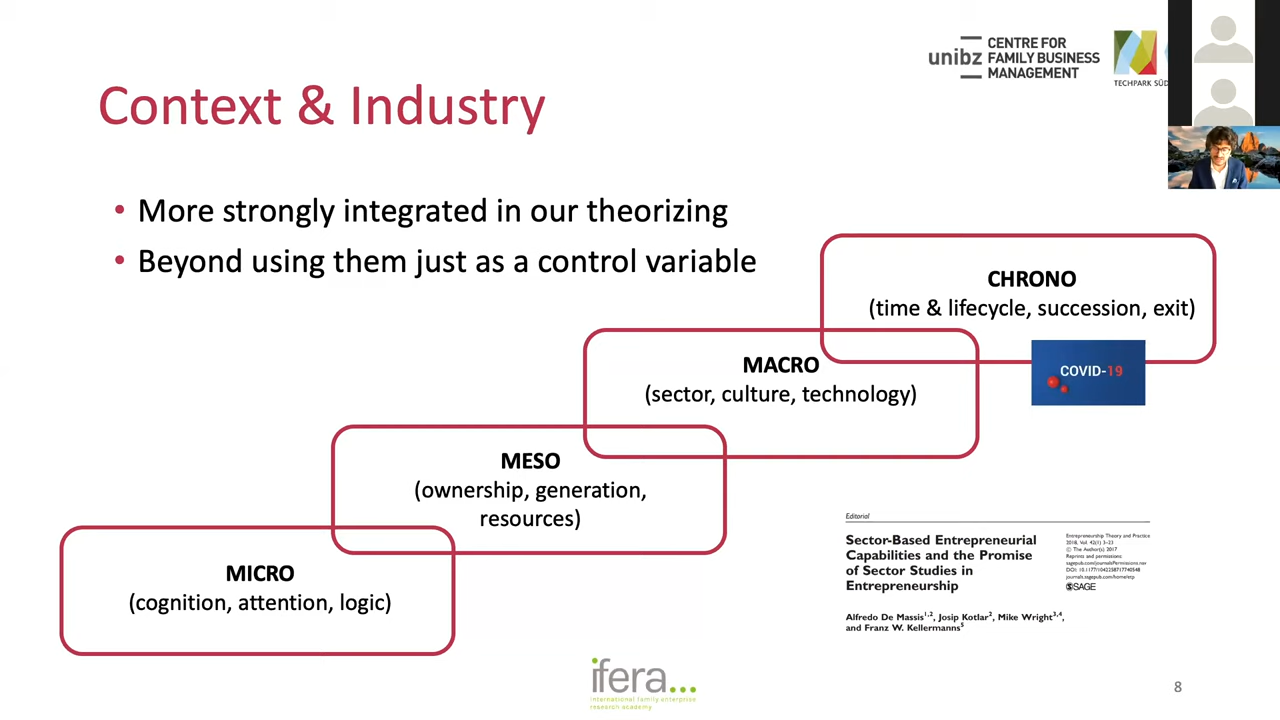 unibz
CENTRE FOR
FAMILY BUSINESS
MANAGEMENT
TECHPARK
Context & Industry
• More strongly integrated in our theorizing
• Beyond using them just as a control variable
CHRONO
(time & lifecycle, succession, exit)
MACRO
(sector, culture, technology)
COVID-19
MESO
(ownership, generation,
resources)
MICRO
(cognition, attention, logic)
Editorial
Sector-Based Entrepreneurial
Capabilities and the Promise
of Sector Studies in
Entrepreneurship
Entrepreneurship Theory and Practice
2018, Vol. 42(1) 3–23
© The Author(s) 2017
Reprints and permissions:
sagepub.com/journalsPermissions.nav
DOI: 10.1177/1042258717740548
journals.sagepub.com/home/etp
SAGE
Alfredo De Massis1,2, Josip Kotlar2, Mike Wright3,4,
and Franz W. Kellermanns5
ifera...
international family enterprise
research academy
8